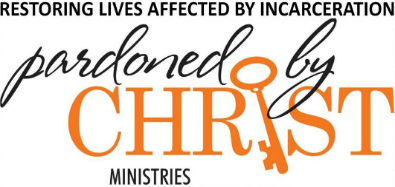 RESTORING LIVES AFFECTED BY INCARCERATION
pardoned by
CHRIST
MINISTRIES